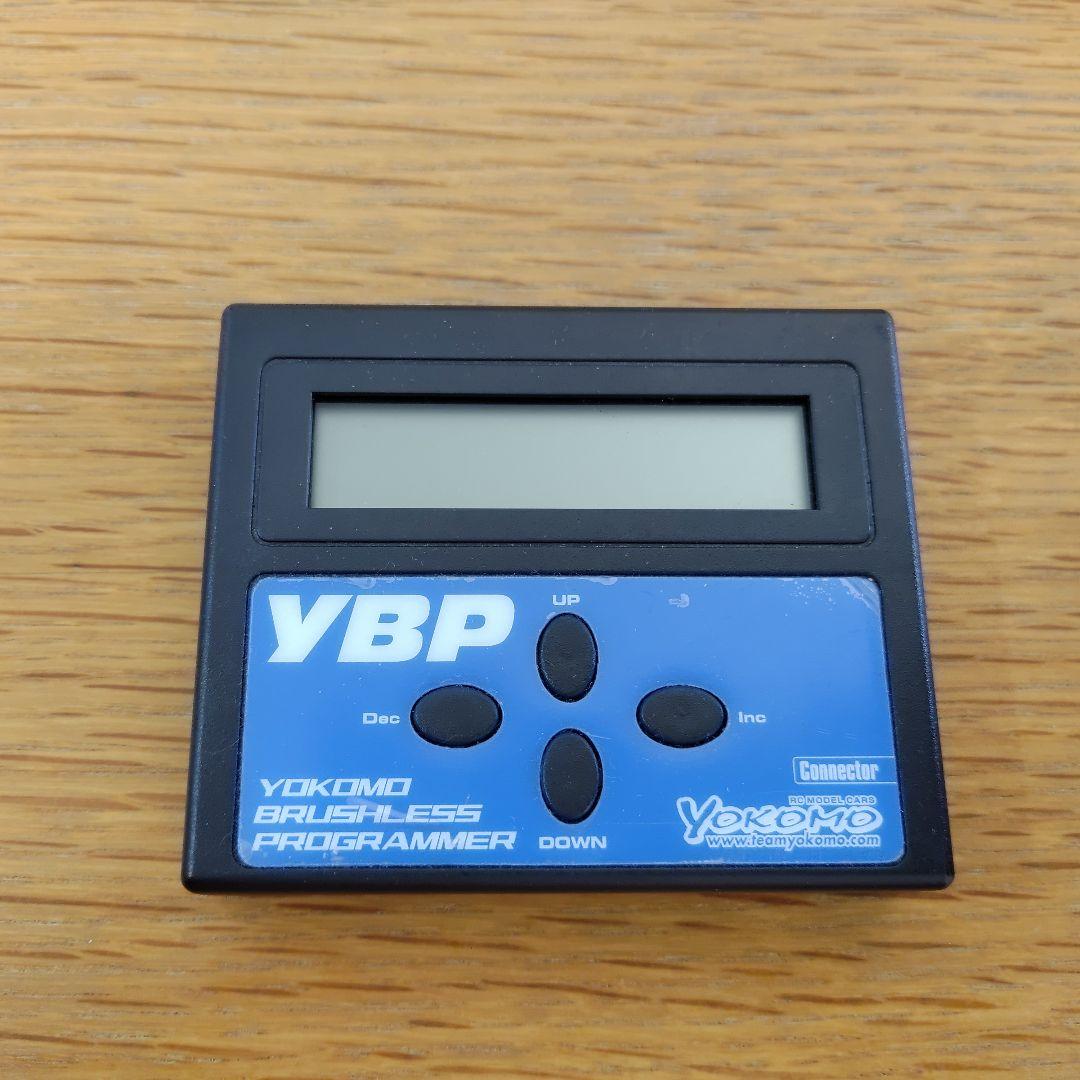 YBP
UP
Dec
Inc
Connector
YOKOMO
BRUSHLESS
PROGRAMMER
DOWN
RC MODEL CARS
YOKOMO
www.teamyokomo.com